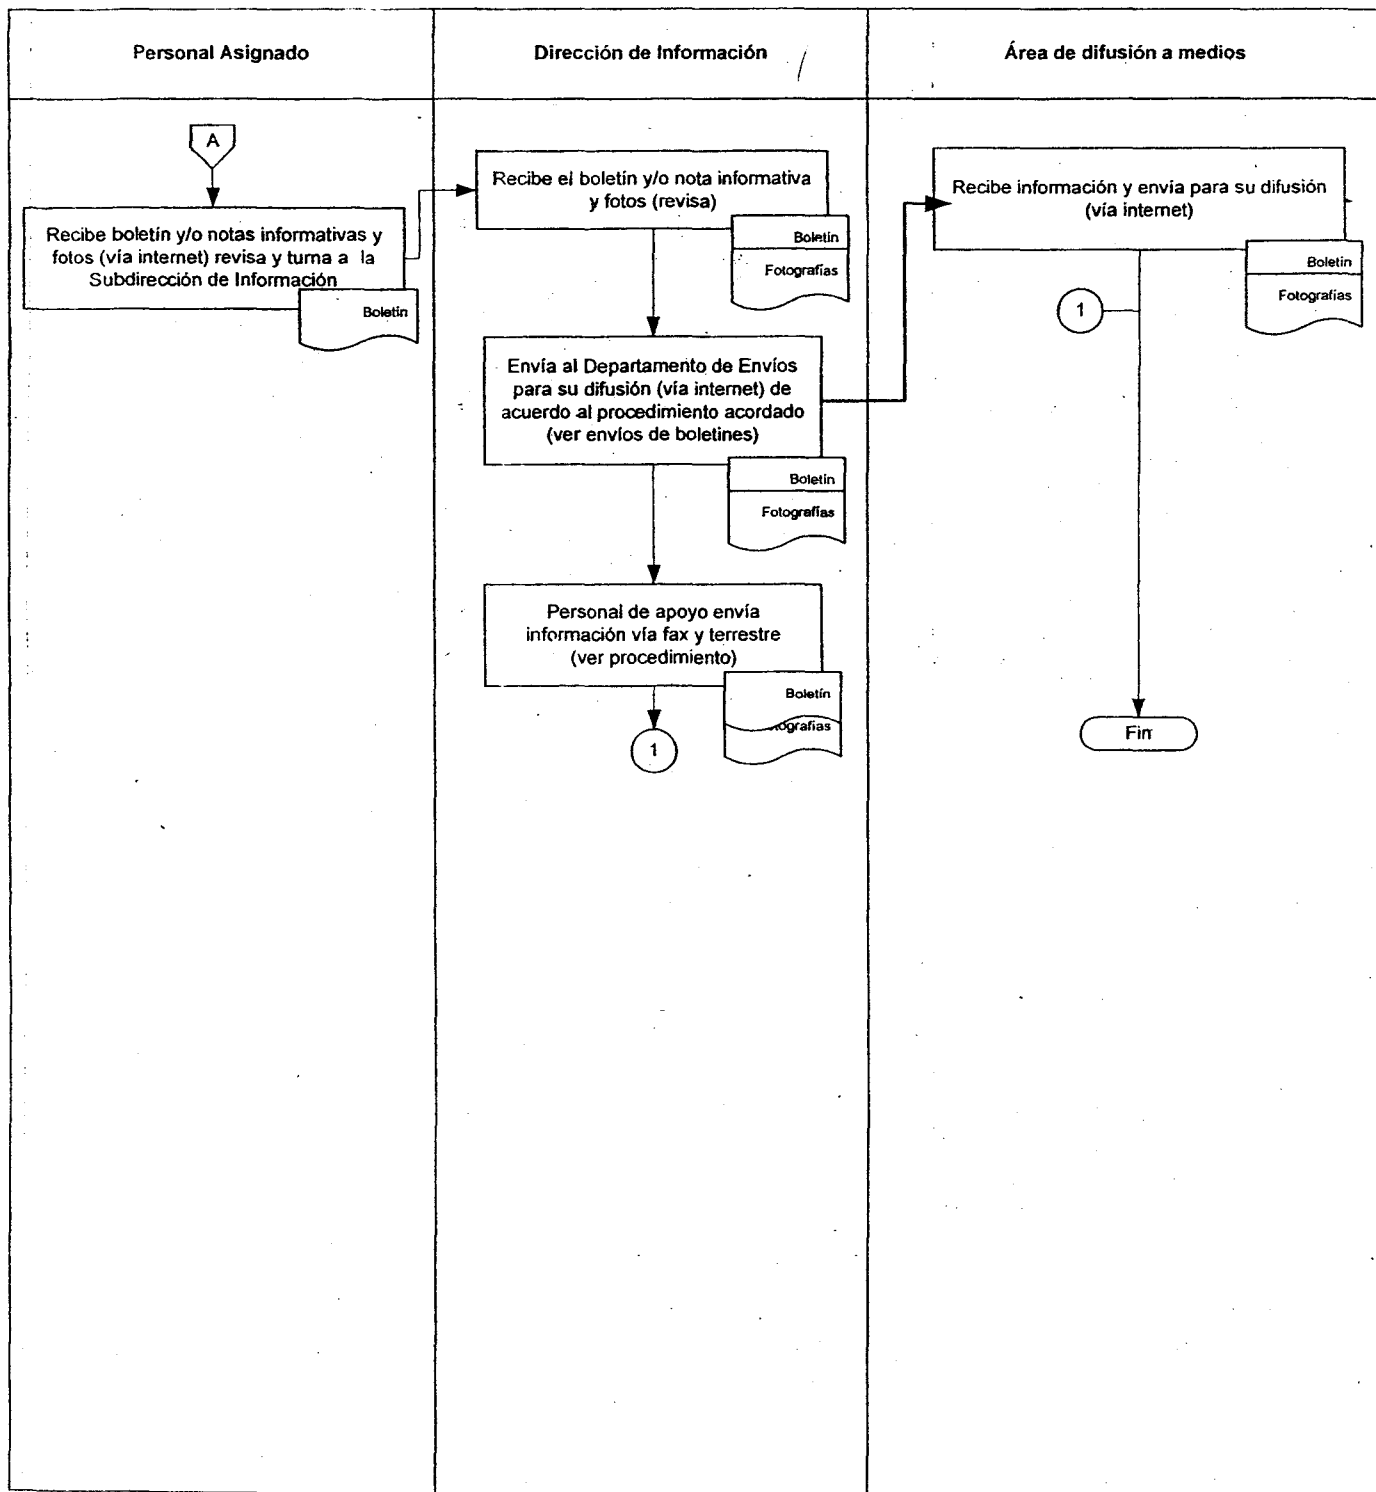 Personal Asignado
Dirección de Información
Área de difusión a medios
A
Recibe boletín y/o notas informativas y
fotos (vía internet) revisa y turna a la
Subdirección de Información
Boletín
Recibe el boletín y/o nota informativa
y fotos (revisa)
Boletín
Fotografías
Envía al Departamento de Envíos
para su difusión (vía internet) de
acuerdo al procedimiento acordado
(ver envíos de boletines)
Boletín
Fotografías
Personal de apoyo envía
información vía fax y terrestre
(ver procedimiento)
Boletín
ografías
1
Recibe información y envía para su difusión
(vía internet)
Boletín
Fotografías
1
Fin